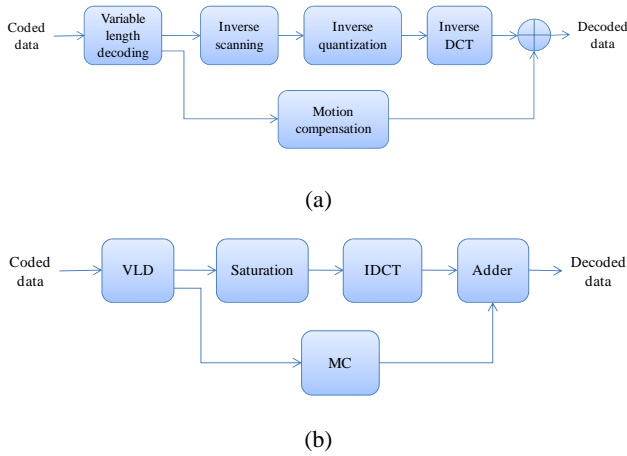 Coded data
Variable length decoding
Inverse scanning
Inverse quantization
Inverse DCT
Decoded data
Motion compensation
(a)
Coded data
VLD
Saturation
IDCT
Adder
Decoded data
MC
(b)